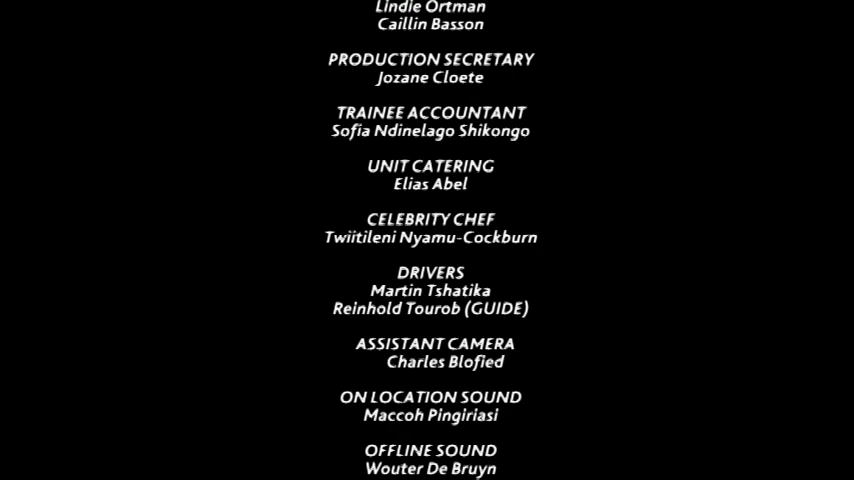 Lindie Ortman
Caillin Basson
PRODUCTION SECRETARY
Jozane Cloete
TRAINEE ACCOUNTANT
Sofia Ndinelago Shikongo
UNIT CATERING
Elias Abel
CELEBRITY CHEF
Twiitileni Nyamu-Cockburn
DRIVERS
Martin Tshatika
Reinhold Tourob (GUIDE)
ASSISTANT CAMERA
Charles Blofied
ON LOCATION SOUND
Maccoh Pingiriasi
OFFLINE SOUND
Wouter De Bruyn